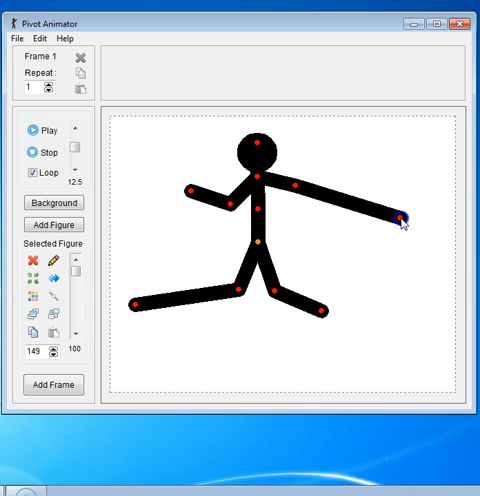 Pivot Animator
File Edit Help
Frame 1
Repeat :
1
Play
Stop
Loop
12.5
Background
Add Figure
Selected Figure
149
100
Add Frame